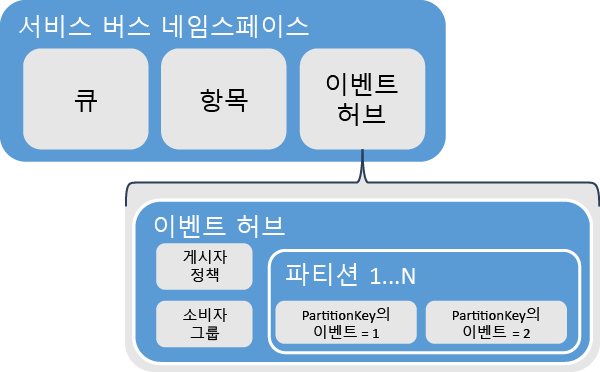 서비스 버스 네임스페이스
큐
항목
이벤트
허브
이벤트 허브
게시자
정책
소비자
그룹
파티션 1...N
PartitionKey의
이벤트 = 1
PartitionKey의
이벤트 = 2